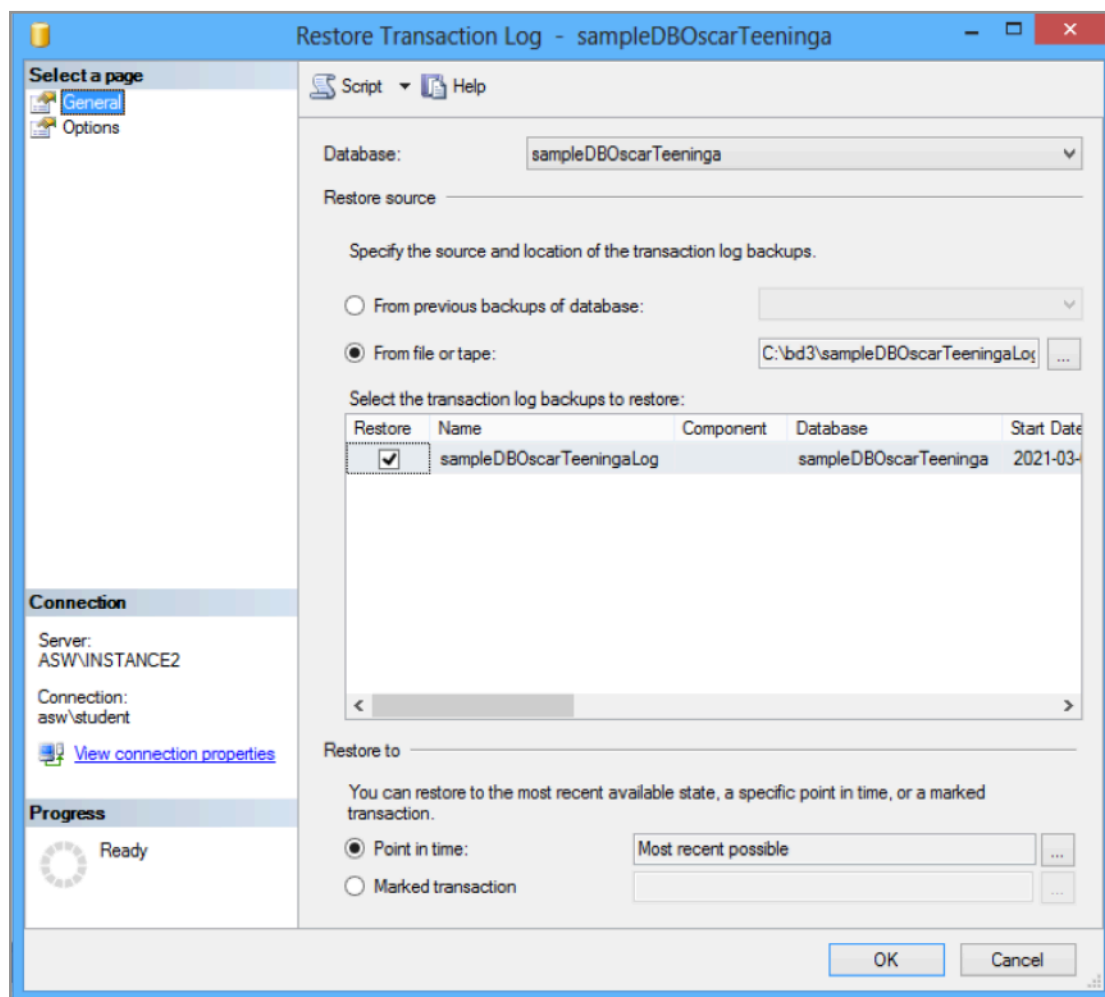 Restore Transaction Log - sampleDBOscarTeeninga
Select a page
General
Options
Script
Help
Database:
sampleDBOscarTeeninga
Restore source
Specify the source and location of the transaction log backups.
From previous backups of database:
From file or tape:
C:\bd3\sampleDBOscarTeeningaLog
...
Select the transaction log backups to restore:
Restore Name Component Database Start Date
sampleDBOscarTeeningaLog sampleDBOscarTeeninga 2021-03-
Connection
Server:
ASW\INSTANCE2
Connection:
asw\student
View connection properties
Progress
Ready
Restore to
You can restore to the most recent available state, a specific point in time, or a marked
transaction.
Point in time:
Most recent possible
...
Marked transaction
...
OK
Cancel